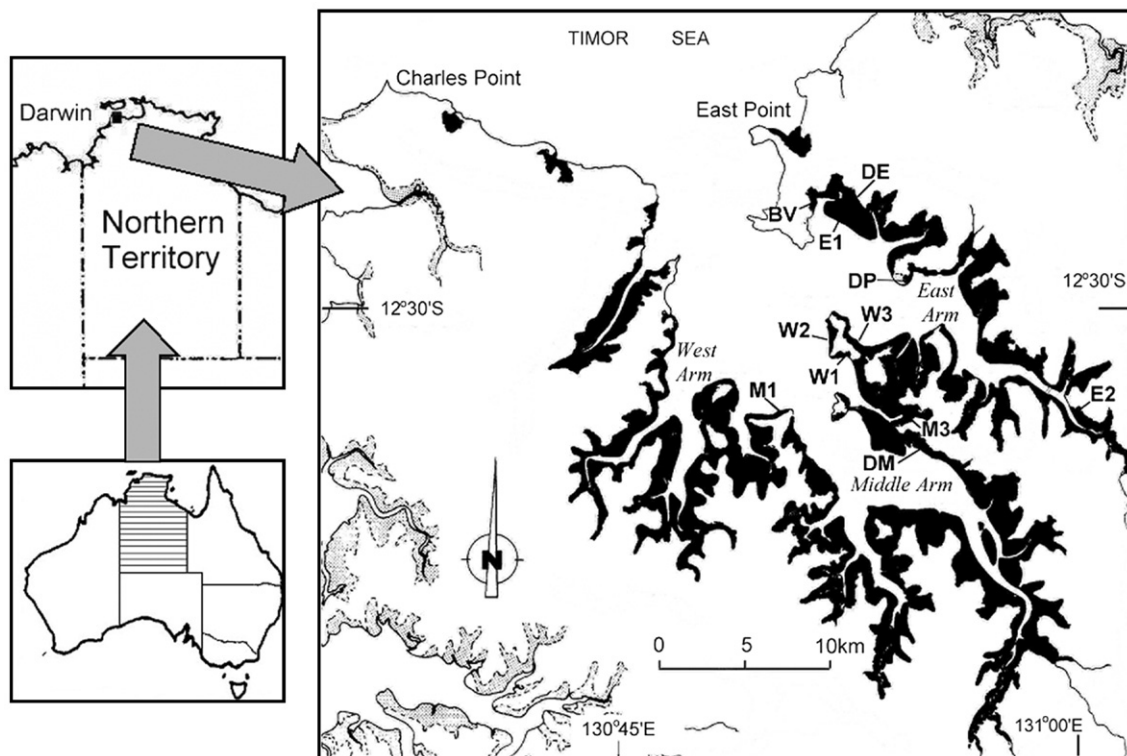 Darwin
Northern
Territory
TIMOR SEA
Charles Point
East Point
DE
BV
E1
DP
East
Arm
12°30'S
12°30'S
W3
W2
W1
West
Arm
M1
E2
M3
DM
Middle Arm
N
0 5 10km
130°45'E
131°00'E